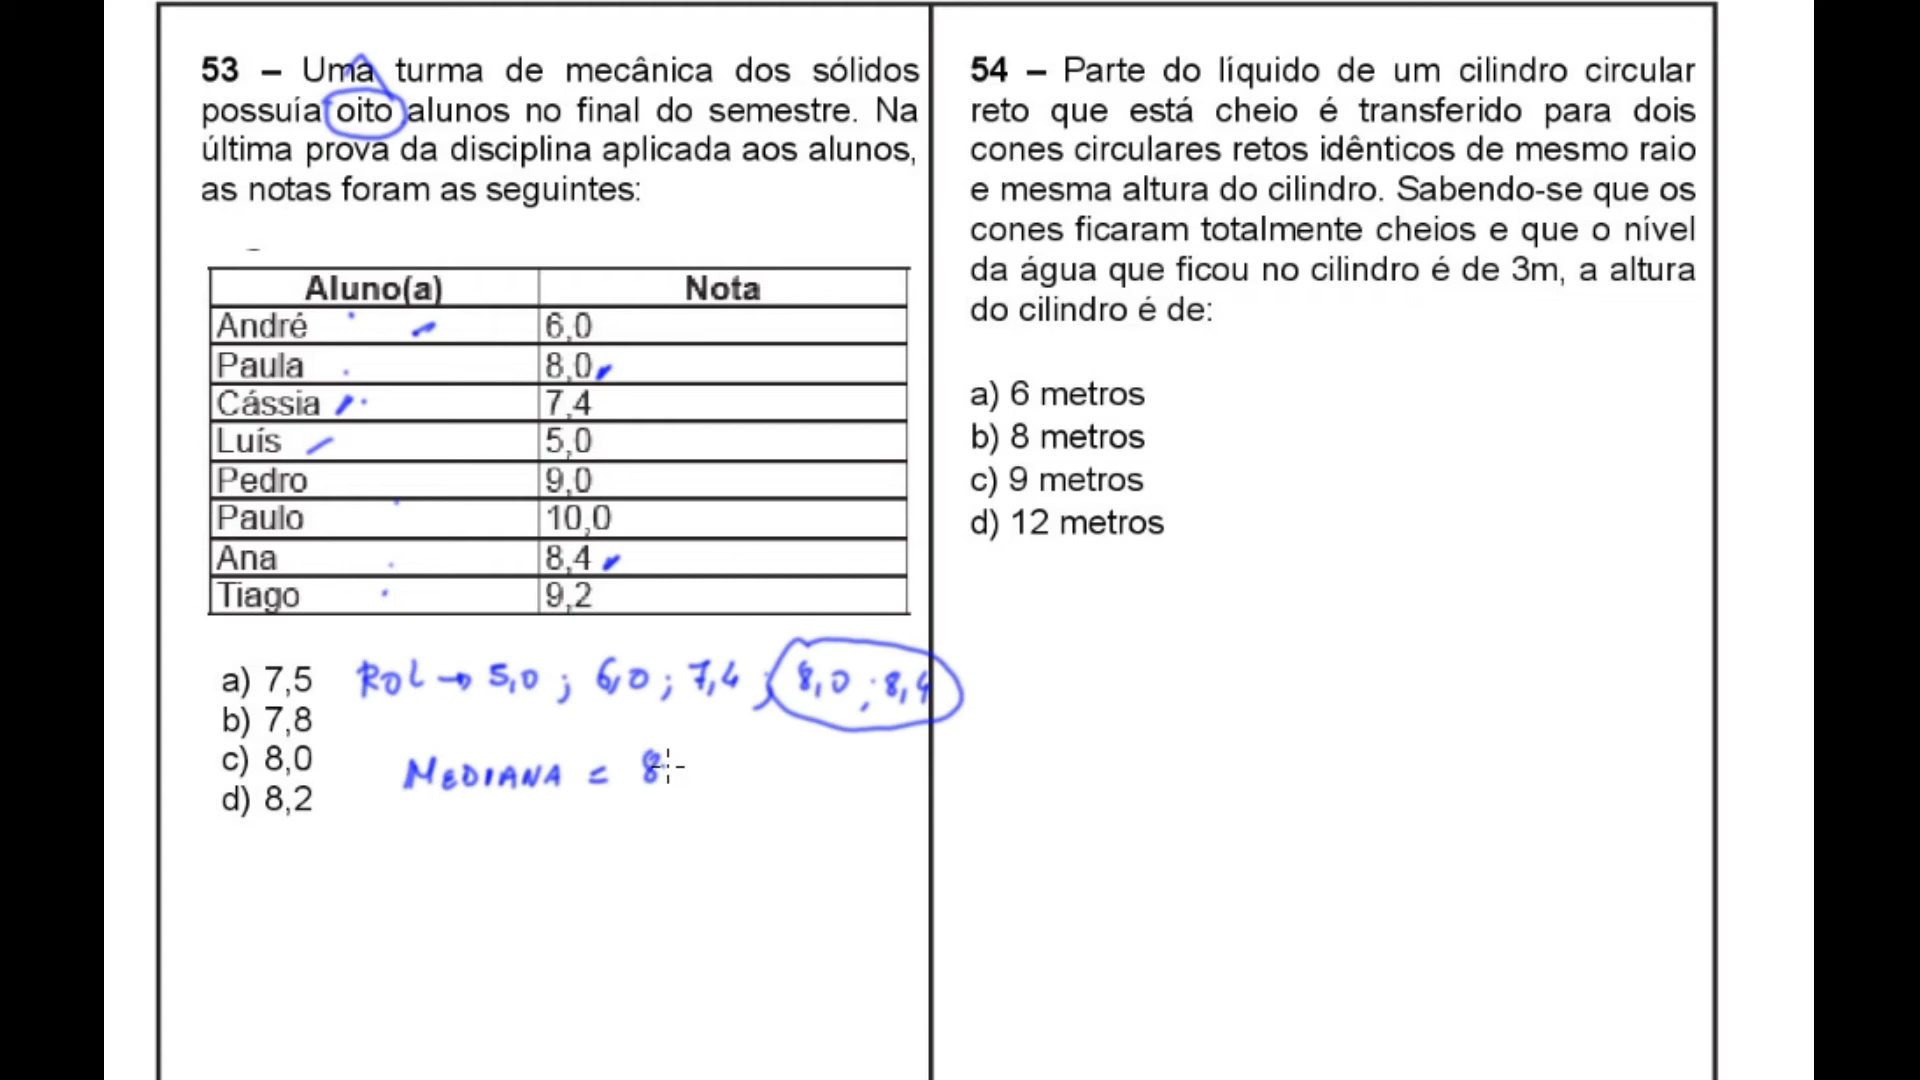 53 – Uma turma de mecânica dos sólidos
possuía oito alunos no final do semestre. Na
última prova da disciplina aplicada aos alunos,
as notas foram as seguintes:
Aluno(a) Nota
André 6,0
Paula 8,0
Cássia 7,4
Luís 5,0
Pedro 9,0
Paulo 10,0
Ana 8,4
Tiago 9,2
a) 7,5
b) 7,8
c) 8,0
d) 8,2
ROL → 5,0 ; 6,0 ; 7,4 ; 8,0 ; 8,4
MEDIANA = 8
54 – Parte do líquido de um cilindro circular
reto que está cheio é transferido para dois
cones circulares retos idênticos de mesmo raio
e mesma altura do cilindro. Sabendo-se que os
cones ficaram totalmente cheios e que o nível
da água que ficou no cilindro é de 3m, a altura
do cilindro é de:
a) 6 metros
b) 8 metros
c) 9 metros
d) 12 metros